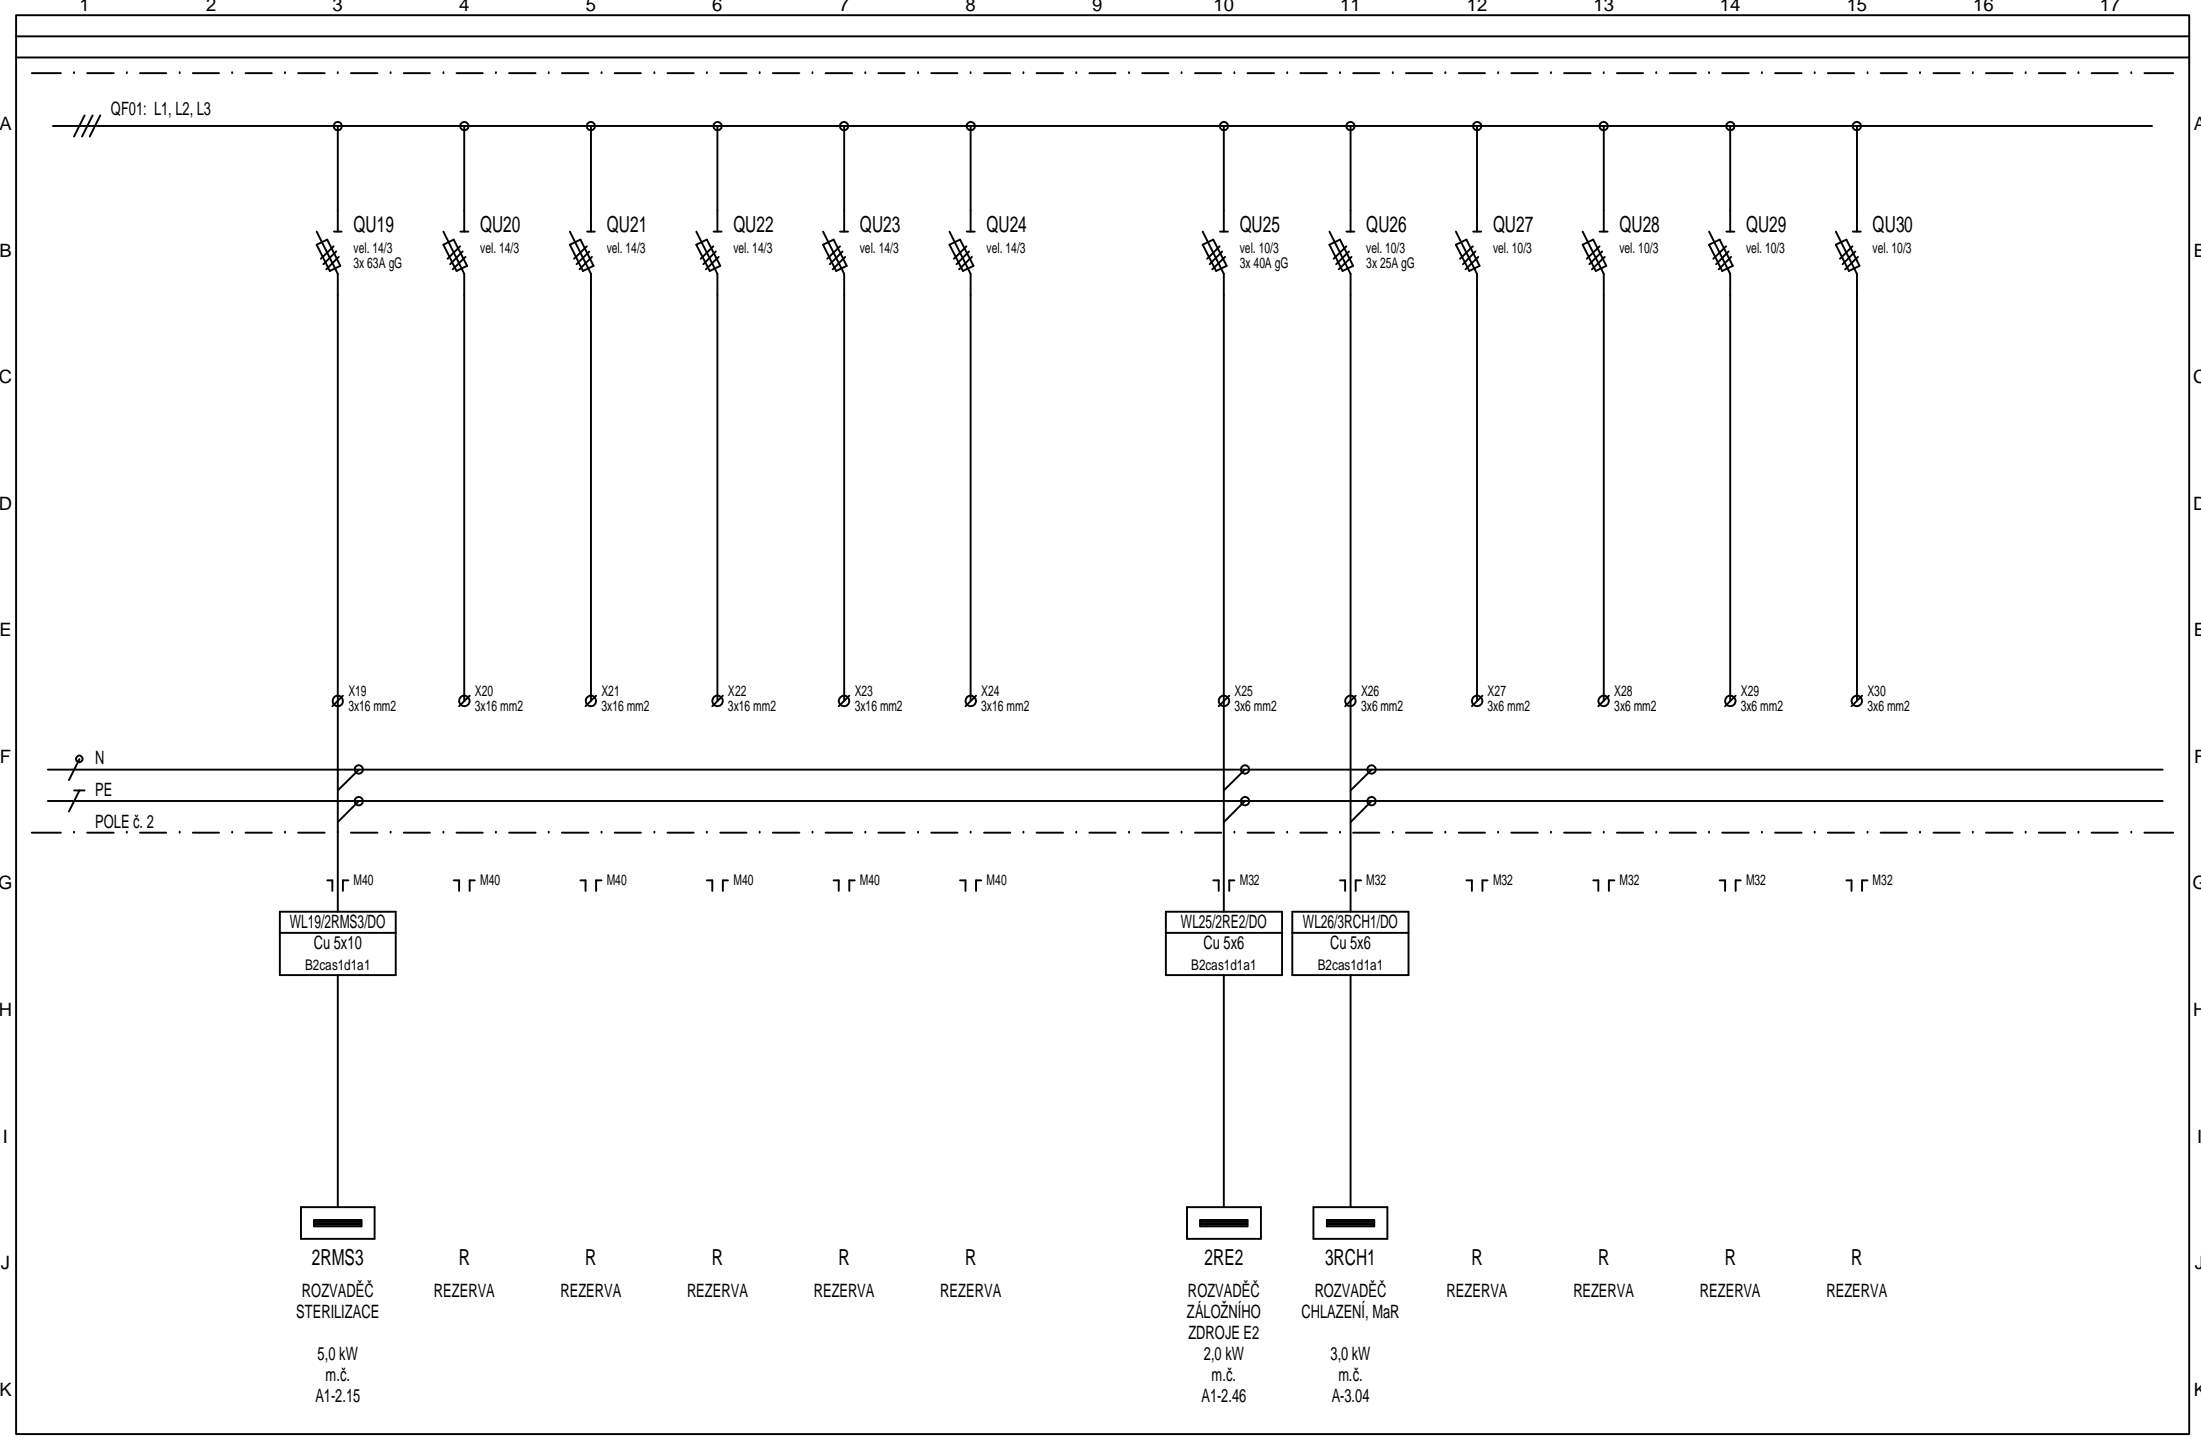 1 2 3 4 5 6 7 8 9 10 11 12 13 14 15 16 17
QF01: L1, L2, L3
A A
QU19 QU20 QU21 QU22 QU23 QU24 QU25 QU26 QU27 QU28 QU29 QU30
vel. 14/3 vel. 14/3 vel. 14/3 vel. 14/3 vel. 14/3 vel. 14/3 vel. 10/3 vel. 10/3 vel. 10/3 vel. 10/3 vel. 10/3 vel. 10/3
B B
3x 63A gG 3x 40A gG 3x 25A gG
C C
D D
E E
X19 X20 X21 X22 X23 X24 X25 X26 X27 X28 X29 X30
3x16 mm2 3x16 mm2 3x16 mm2 3x16 mm2 3x16 mm2 3x16 mm2 3x6 mm2 3x6 mm2 3x6 mm2 3x6 mm2 3x6 mm2 3x6 mm2
F N F
PE
POLE č. 2
G M40 M40 M40 M40 M40 M40 M32 M32 M32 M32 M32 M32 G
WL19/2RMS3/DO WL25/2RE2/DO WL26/3RCH1/DO
Cu 5x10 Cu 5x6 Cu 5x6
B2cas1d1a1 B2cas1d1a1 B2cas1d1a1
H H
I I
2RMS3 R R R R R 2RE2 3RCH1 R R R R
J J
ROZVADĚČ REZERVA REZERVA REZERVA REZERVA REZERVA ROZVADĚČ ROZVADĚČ REZERVA REZERVA REZERVA REZERVA
STERILIZACE ZÁLOŽNÍHO CHLAZENÍ, MaR
ZDROJE E2
5,0 kW 2,0 kW 3,0 kW
m.č. m.č. m.č.
K A1-2.15 A1-2.46 A-3.04 K